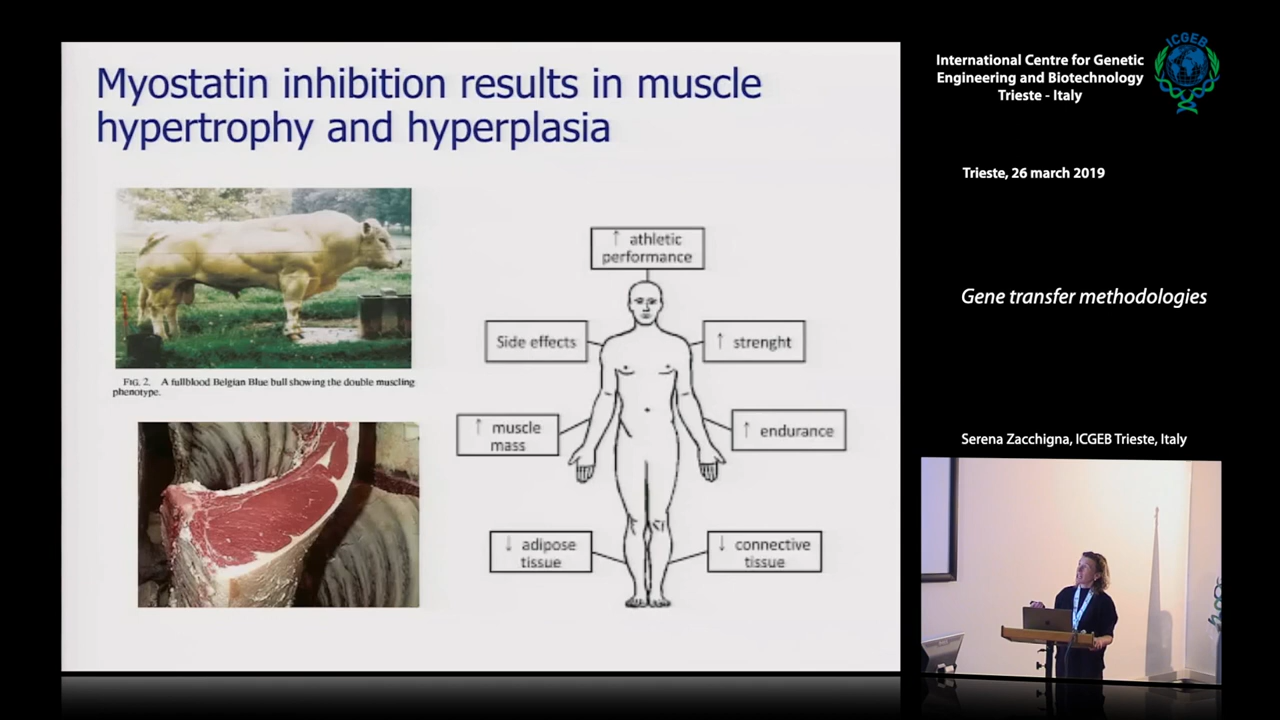 Myostatin inhibition results in muscle
hypertrophy and hyperplasia
FIG. 2. A fullblood Belgian Blue bull showing the double muscling
phenotype.
↑ athletic
performance
Side effects
↑ strenght
↑ muscle
mass
↑ endurance
↓ adipose
tissue
↓ connective
tissue
International Centre for Genetic
Engineering and Biotechnology
Trieste - Italy
ICGEB
Trieste, 26 march 2019
Gene transfer methodologies
Serena Zacchigna, ICGEB Trieste, Italy